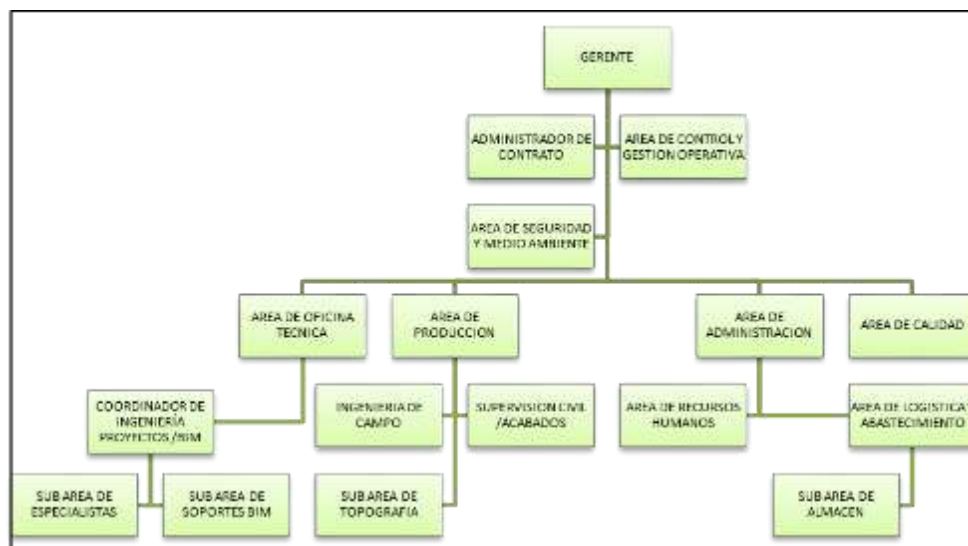 GERENTE
ADMINISTRADOR DE
CONTRATO
AREA DE CONTROL Y
GESTION OPERATIVA
AREA DE SEGURIDAD
Y MEDIO AMBIENTE
AREA DE OFICINA
TECNICA
AREA DE
PRODUCCION
AREA DE
ADMINISTRACION
AREA DE CALIDAD
COORDINADOR DE
INGENIERÍA
PROYECTOS /BIM
INGENIERIA DE
CAMPO
SUPERVISION CIVIL
/ACABADOS
AREA DE RECURSOS
HUMANOS
AREA DE LOGISTICA Y
ABASTECIMIENTO
SUB AREA DE
ESPECIALISTAS
SUB AREA DE
SOPORTES BIM
SUB AREA DE
TOPOGRAFIA
SUB AREA DE
ALMACEN